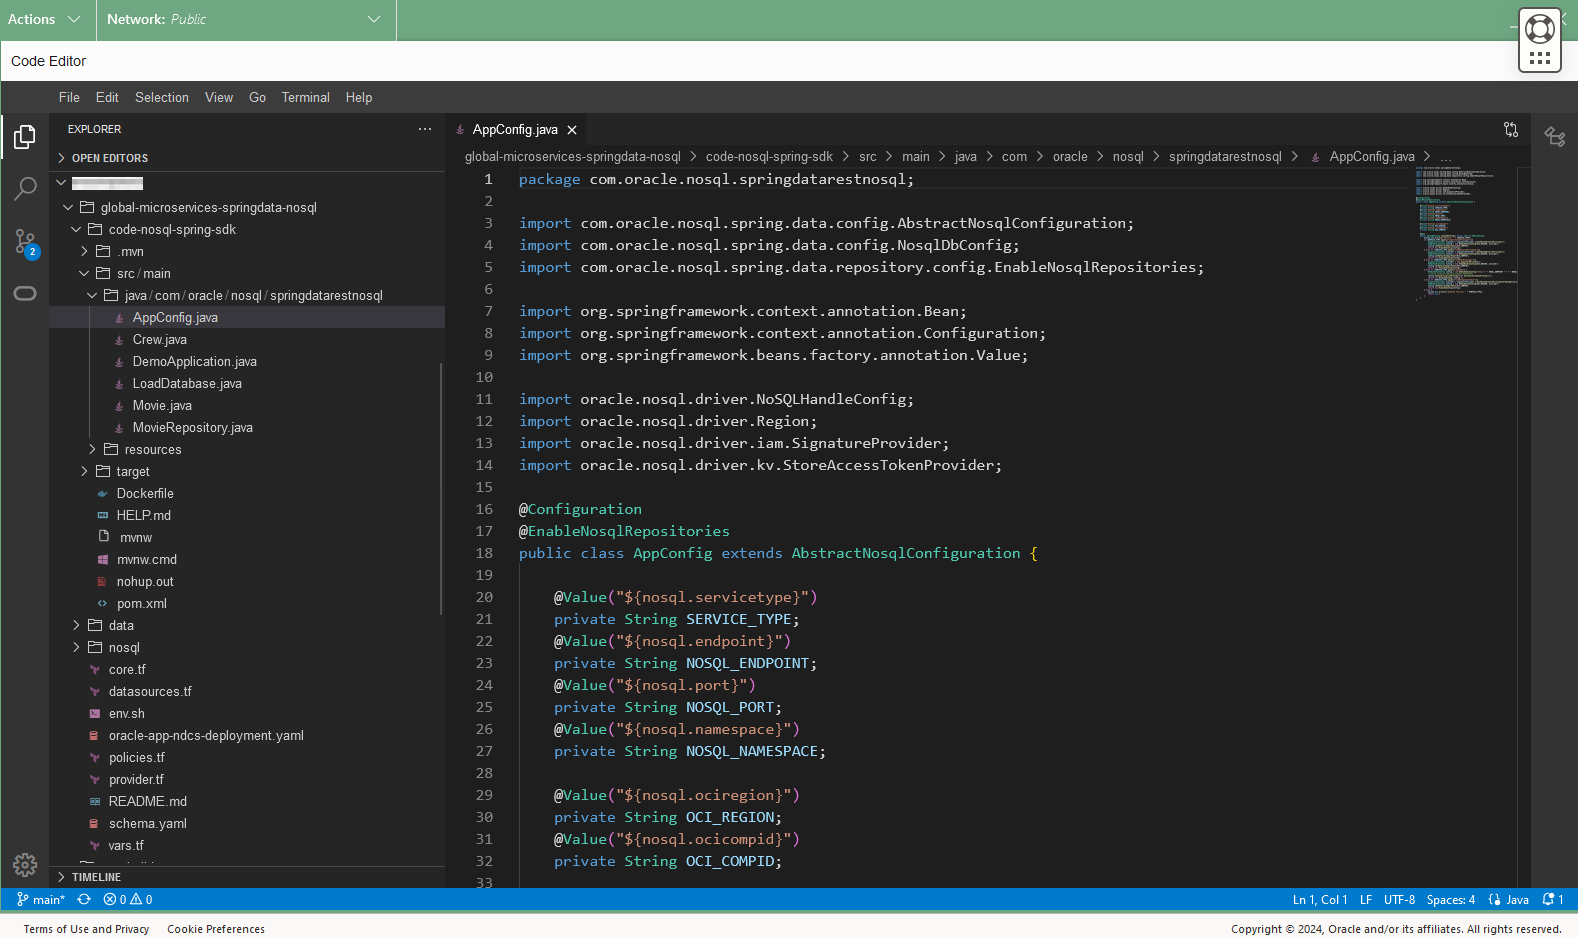 Actions Network: Public
Code Editor
File Edit Selection View Go Terminal Help
EXPLORER
OPEN EDITORS
global-microservices-springdata-nosql
code-nosql-spring-sdk
.mvn
src / main
java / com / oracle / nosql / springdatarestnosql
AppConfig.java
Crew.java
DemoApplication.java
LoadDatabase.java
Movie.java
MovieRepository.java
resources
target
Dockerfile
HELP.md
mvnw
mvnw.cmd
nohup.out
pom.xml
data
nosql
core.tf
datasources.tf
env.sh
oracle-app-ndcs-deployment.yaml
policies.tf
provider.tf
README.md
schema.yaml
vars.tf
TIMELINE
2
AppConfig.java
global-microservices-springdata-nosql > code-nosql-spring-sdk > src > main > java > com > oracle > nosql > springdatarestnosql > AppConfig.java > ...
1 package com.oracle.nosql.springdatarestnosql;
2
3 import com.oracle.nosql.spring.data.config.AbstractNosqlConfiguration;
4 import com.oracle.nosql.spring.data.config.NosqlDbConfig;
5 import com.oracle.nosql.spring.data.repository.config.EnableNosqlRepositories;
6
7 import org.springframework.context.annotation.Bean;
8 import org.springframework.context.annotation.Configuration;
9 import org.springframework.beans.factory.annotation.Value;
10
11 import oracle.nosql.driver.NoSQLHandleConfig;
12 import oracle.nosql.driver.Region;
13 import oracle.nosql.driver.iam.SignatureProvider;
14 import oracle.nosql.driver.kv.StoreAccessTokenProvider;
15
16 @Configuration
17 @EnableNosqlRepositories
18 public class AppConfig extends AbstractNosqlConfiguration {
19
20 @Value("${nosql.servicetype}")
21 private String SERVICE_TYPE;
22 @Value("${nosql.endpoint}")
23 private String NOSQL_ENDPOINT;
24 @Value("${nosql.port}")
25 private String NOSQL_PORT;
26 @Value("${nosql.namespace}")
27 private String NOSQL_NAMESPACE;
28
29 @Value("${nosql.ociregion}")
30 private String OCI_REGION;
31 @Value("${nosql.ocicompid}")
32 private String OCI_COMPID;
33
main* 0 0 Ln 1, Col 1 LF UTF-8 Spaces: 4 Java 1
Terms of Use and Privacy Cookie Preferences Copyright © 2024, Oracle and/or its affiliates. All rights reserved.